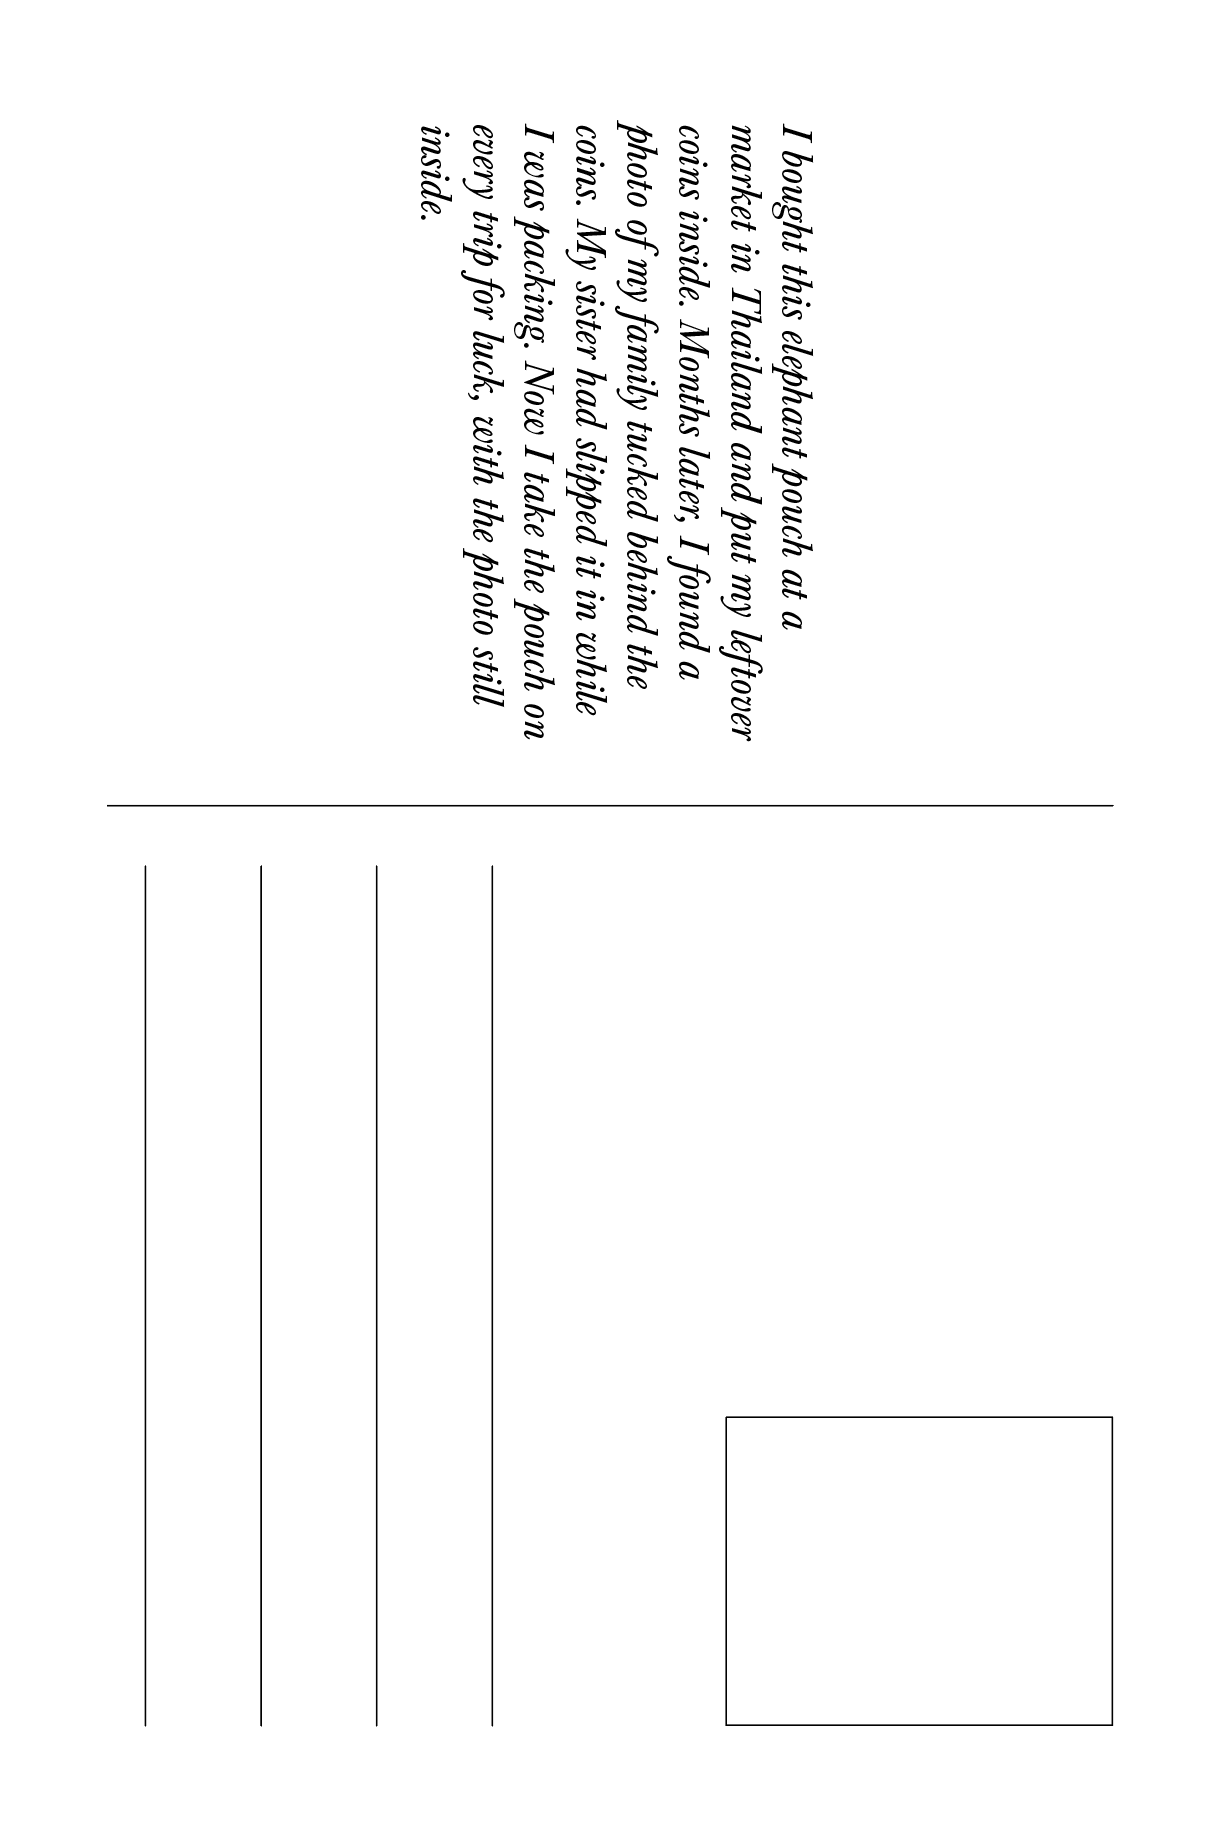 I bought this elephant pouch at a
market in Thailand and put my leftover
coins inside. Months later, I found a
photo of my family tucked behind the
coins. My sister had slipped it in while
I was packing. Now I take the pouch on
every trip for luck, with the photo still
inside.